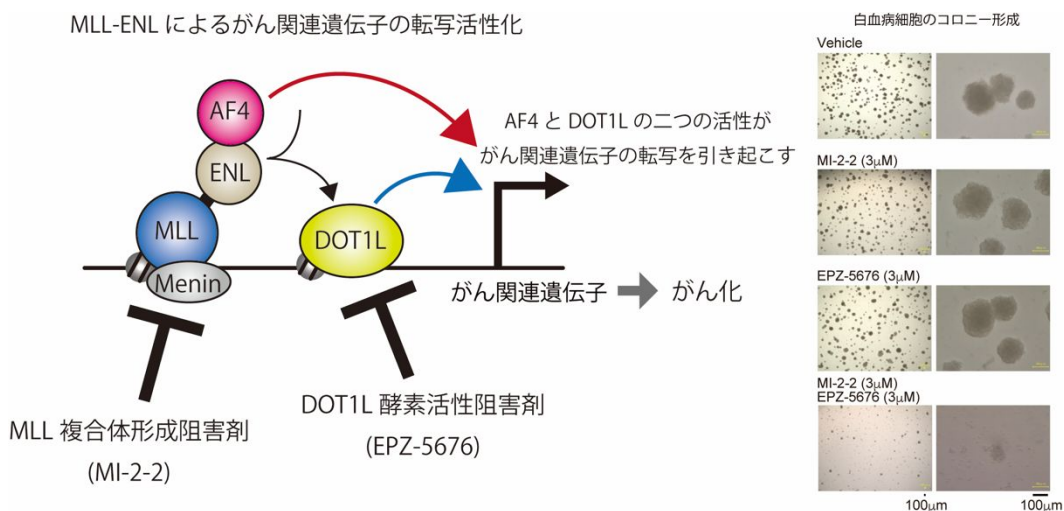 MLL-ENL によるがん関連遺伝子の転写活性化
AF4
ENL
MLL
Menin
DOT1L
AF4 と DOT1L の二つの活性が
がん関連遺伝子の転写を引き起こす
がん関連遺伝子
がん化
MLL 複合体形成阻害剤
(MI-2-2)
DOT1L 酵素活性阻害剤
(EPZ-5676)
白血病細胞のコロニー形成
Vehicle
MI-2-2 (3μM)
EPZ-5676 (3μM)
MI-2-2 (3μM)
EPZ-5676 (3μM)
100μm
100μm